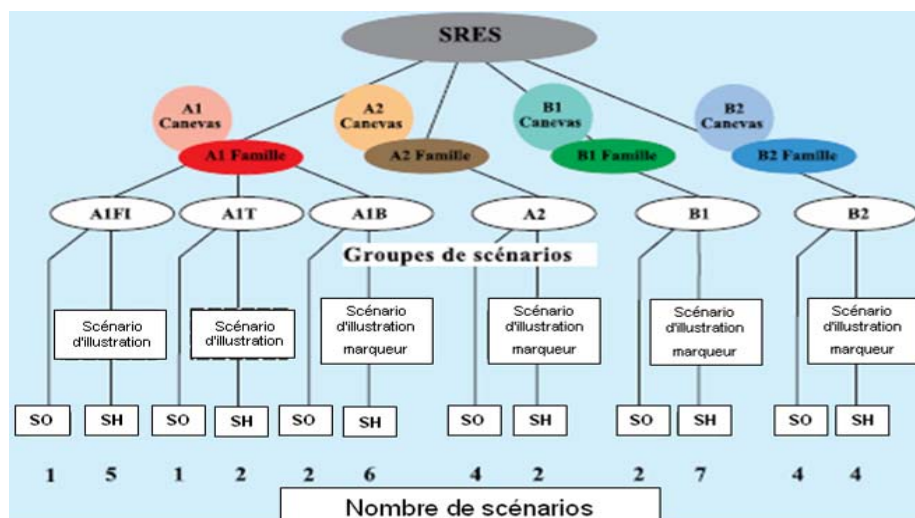 SRES
A1
Canevas
A2
Canevas
B1
Canevas
B2
Canevas
A1 Famille
A2 Famille
B1 Famille
B2 Famille
A1FI
A1T
A1B
A2
B1
B2
Groupes de scénarios
Scénario
d'illustration
Scénario
d'illustration
Scénario
d'illustration
marqueur
Scénario
d'illustration
marqueur
Scénario
d'illustration
marqueur
Scénario
d'illustration
marqueur
SO SH SO SH SO SH SO SH SO SH SO SH
1 5 1 2 2 6 4 2 2 7 4 4
Nombre de scénarios